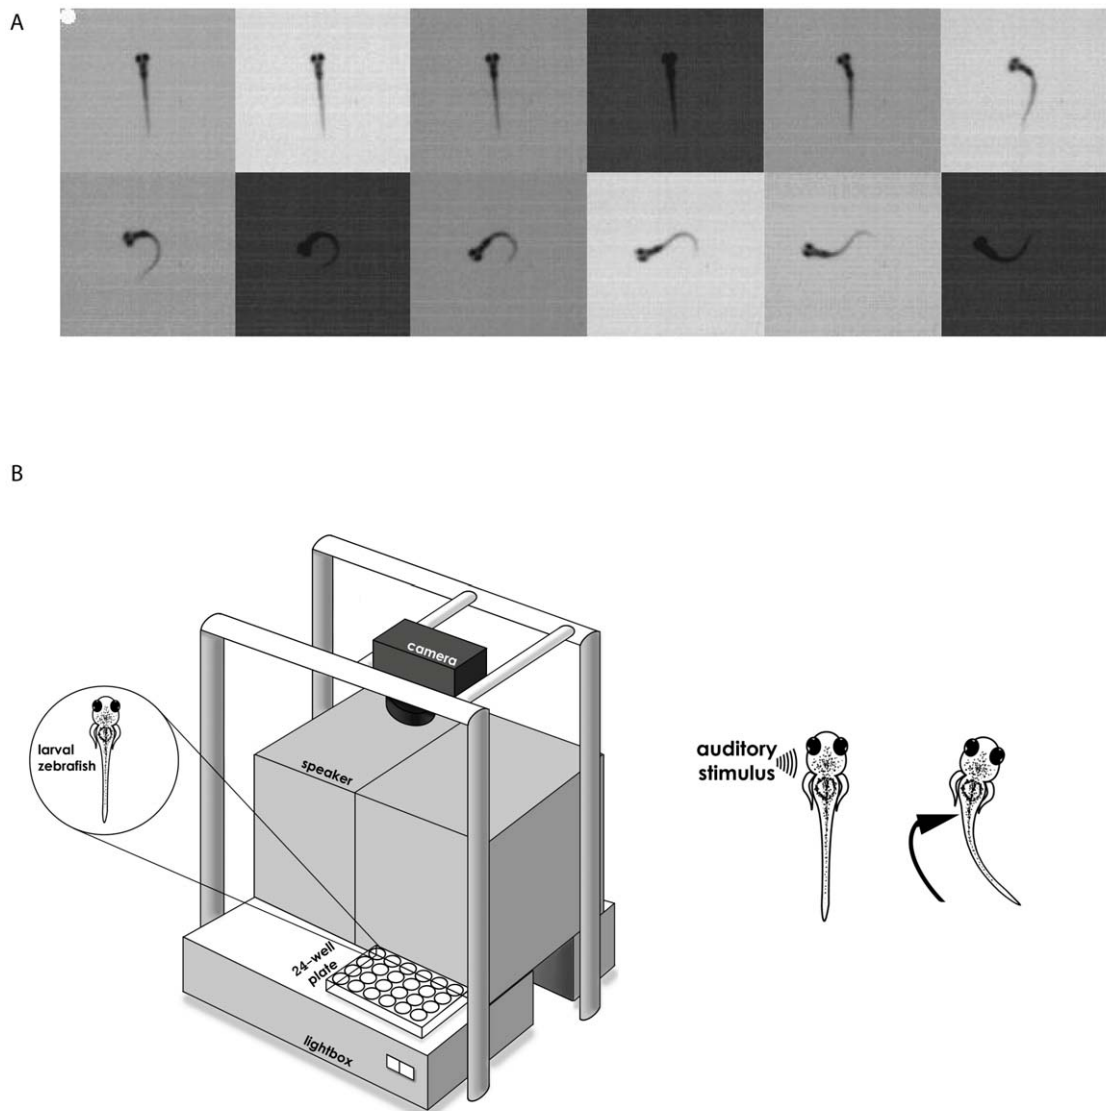 A
B
camera
speaker
larval
zebrafish
auditory
stimulus
24-well
plate
lightbox